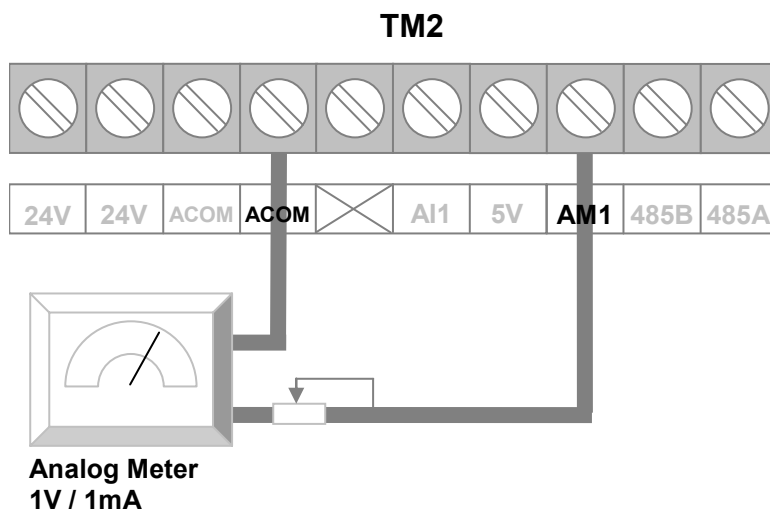 TM2
24V 24V ACOM ACOM AI1 5V AM1 485B 485A
Analog Meter
1V / 1mA